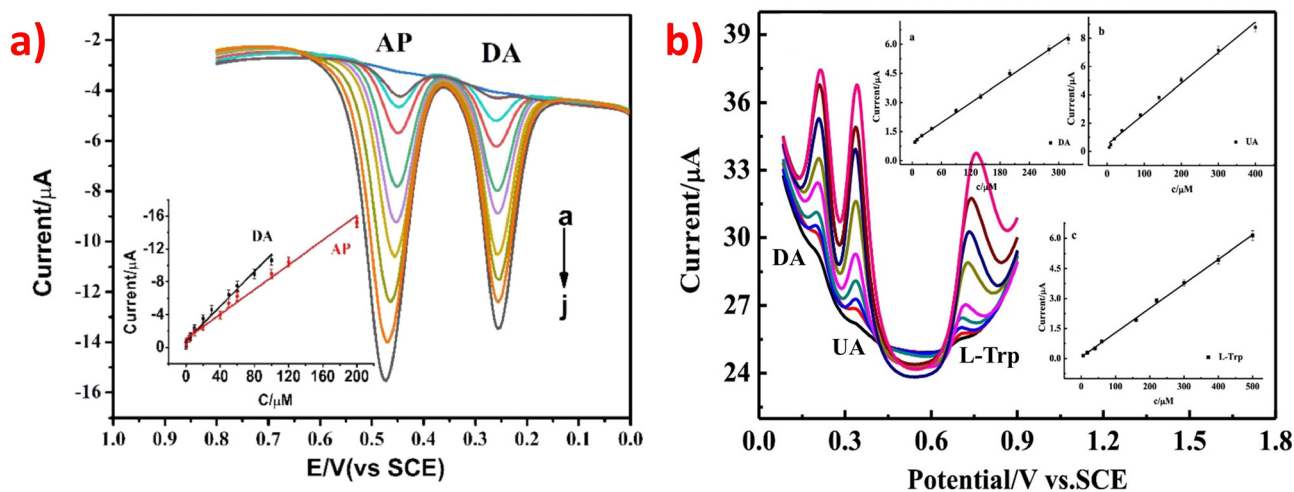 a)
AP
DA
Current/μA
-2
-4
-6
-8
-10
-12
-14
-16
a
j
Current/μA
-16
-12
-8
-4
0
DA
AP
0 40 80 120 160 200
C/μM
1.0 0.9 0.8 0.7 0.6 0.5 0.4 0.3 0.2 0.1 0.0
E/V(vs SCE)
b)
Current/μA
39
36
33
30
27
24
DA
UA
L-Trp
a
Current/μA
6.0
4.5
3.0
1.5
0.0
DA
0 60 120 180 240 300
c/μM
b
Current/μA
8
6
4
2
0
UA
0 100 200 300 400
c/μM
c
Current/μA
6.0
4.5
3.0
1.5
0.0
L-Trp
0 100 200 300 400 500
c/μM
0.0 0.3 0.6 0.9 1.2 1.5 1.8
Potential/V vs.SCE